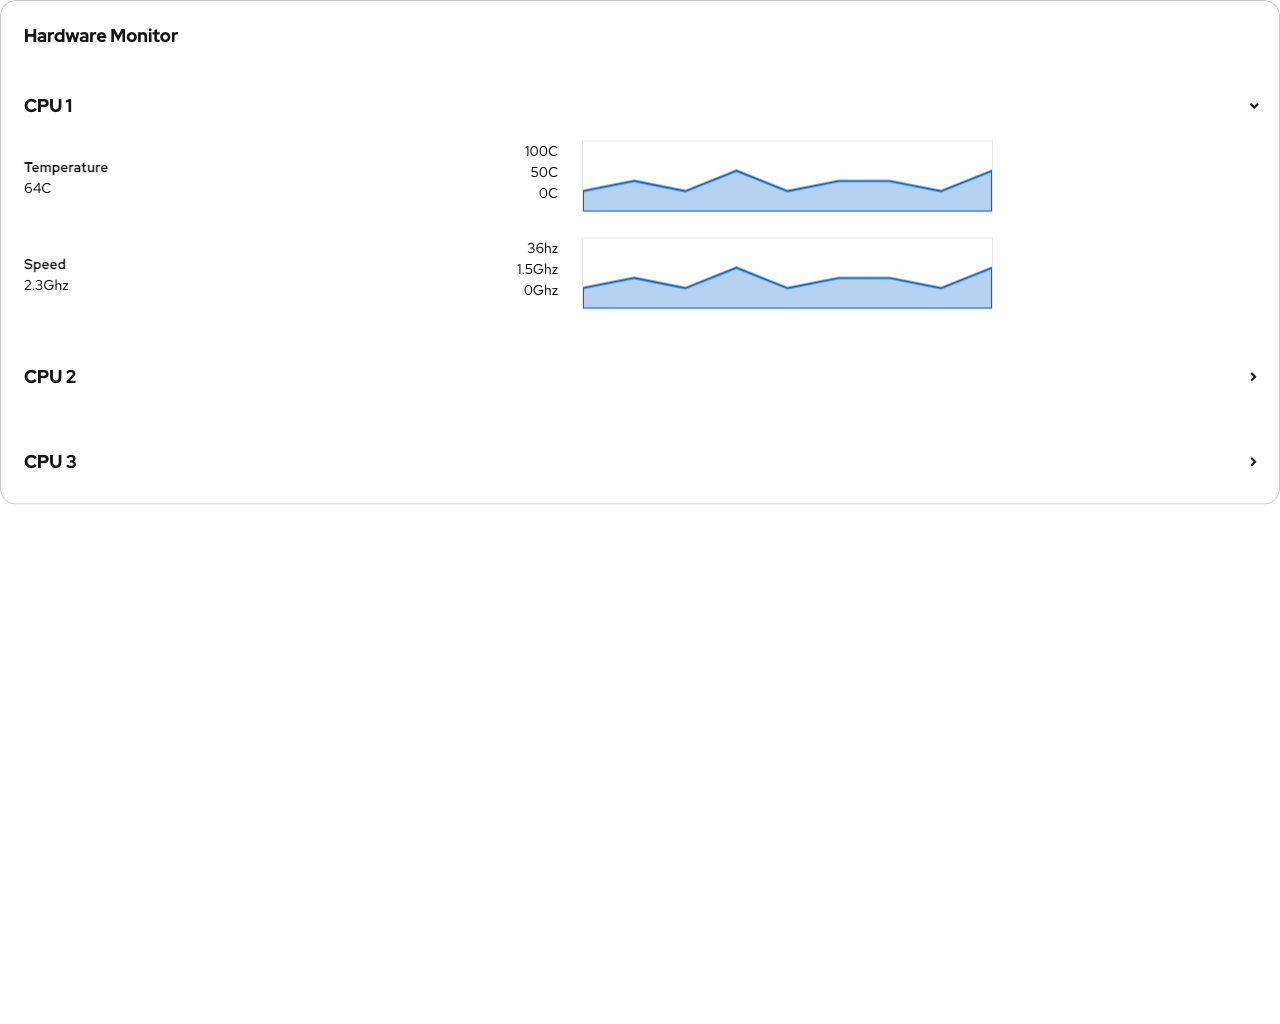 Hardware Monitor
CPU 1
Temperature
64C
100C
50C
0C
Speed
2.3Ghz
36hz
1.5Ghz
0Ghz
CPU 2
CPU 3